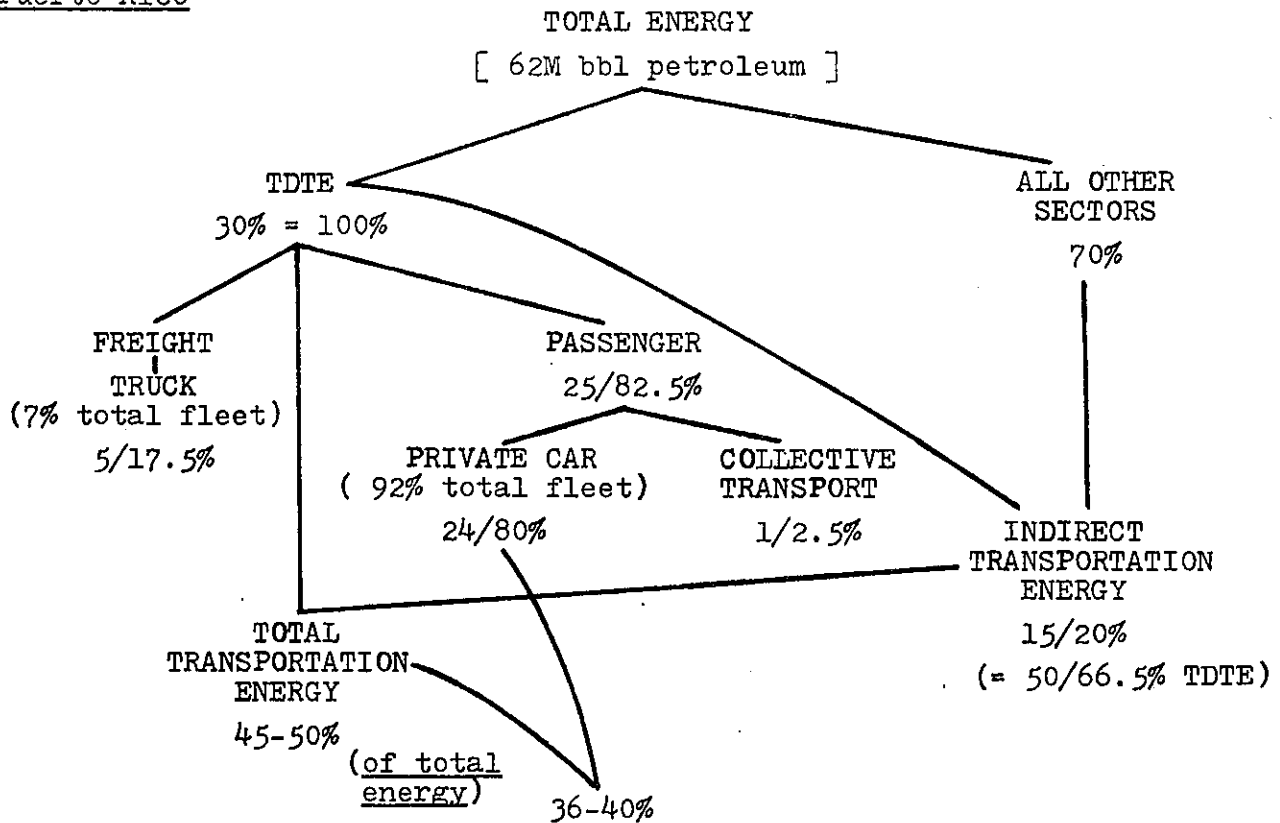 TOTAL ENERGY
[ 62M bbl petroleum ]
TDTE
30% = 100%
ALL OTHER
SECTORS
70%
FREIGHT
TRUCK
(7% total fleet)
5/17.5%
PASSENGER
25/82.5%
PRIVATE CAR
( 92% total fleet)
24/80%
COLLECTIVE
TRANSPORT
1/2.5%
INDIRECT
TRANSPORTATION
ENERGY
15/20%
(= 50/66.5% TDTE)
TOTAL
TRANSPORTATION
ENERGY
45-50%
(of total
energy)
36-40%